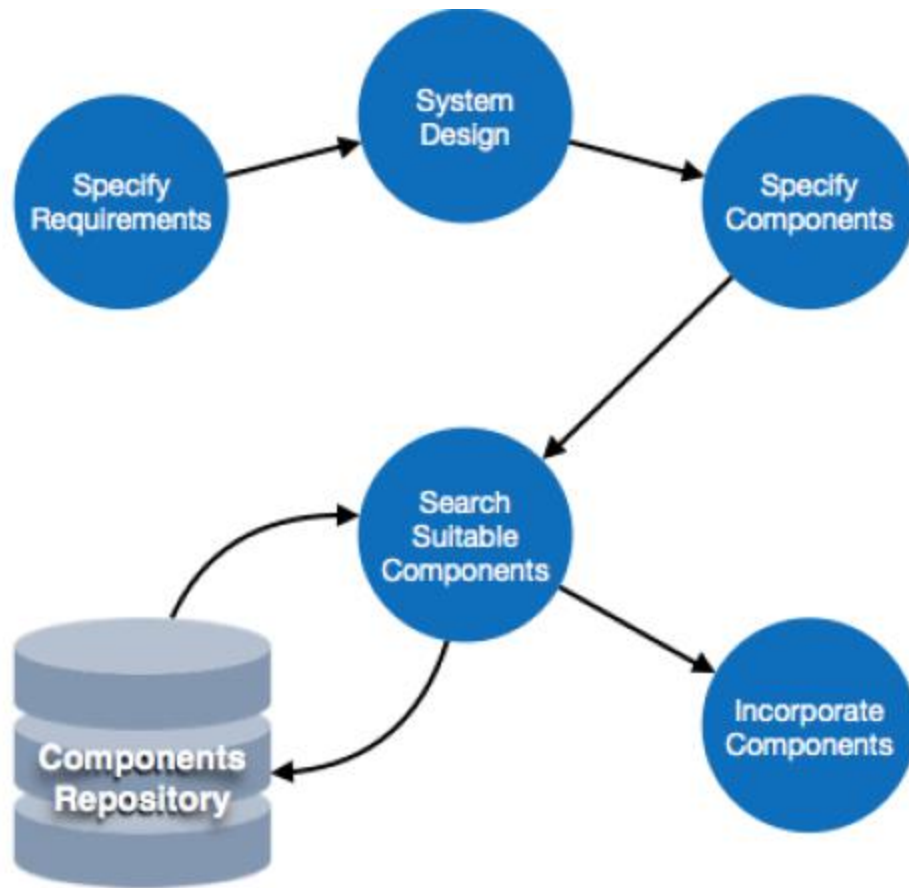 System
Design
Specify
Requirements
Specify
Components
Search
Suitable
Components
Incorporate
Components
Components
Repository